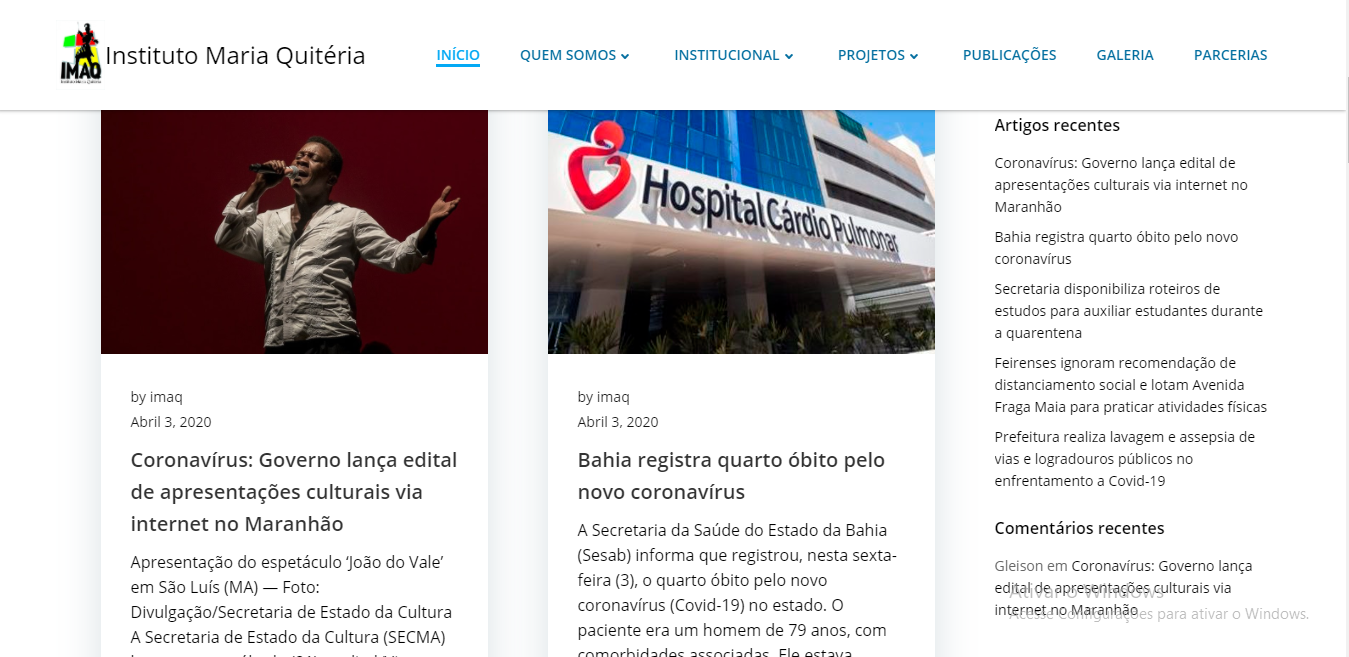 IMAQ
Instituto Maria Quitéria
INÍCIO
QUEM SOMOS
INSTITUCIONAL
PROJETOS
PUBLICAÇÕES
GALERIA
PARCERIAS
Hospital Cárdio Pulmonar
by imaq
Abril 3, 2020
Coronavírus: Governo lança edital
de apresentações culturais via
internet no Maranhão
Apresentação do espetáculo ‘João do Vale’
em São Luís (MA) — Foto:
Divulgação/Secretaria de Estado da Cultura
A Secretaria de Estado da Cultura (SECMA)
by imaq
Abril 3, 2020
Bahia registra quarto óbito pelo
novo coronavírus
A Secretaria da Saúde do Estado da Bahia
(Sesab) informa que registrou, nesta sexta-
feira (3), o quarto óbito pelo novo
coronavírus (Covid-19) no estado. O
paciente era um homem de 79 anos, com
comorbidades associadas. Ele estava
Artigos recentes
Coronavírus: Governo lança edital de
apresentações culturais via internet no
Maranhão
Bahia registra quarto óbito pelo novo
coronavírus
Secretaria disponibiliza roteiros de
estudos para auxiliar estudantes durante
a quarentena
Feirenses ignoram recomendação de
distanciamento social e lotam Avenida
Fraga Maia para praticar atividades físicas
Prefeitura realiza lavagem e assepsia de
vias e logradouros públicos no
enfrentamento a Covid-19
Comentários recentes
Gleison em Coronavírus: Governo lança
edital de apresentações culturais via
internet no Maranhão
Ativar o Windows
Acesse Configurações para ativar o Windows.